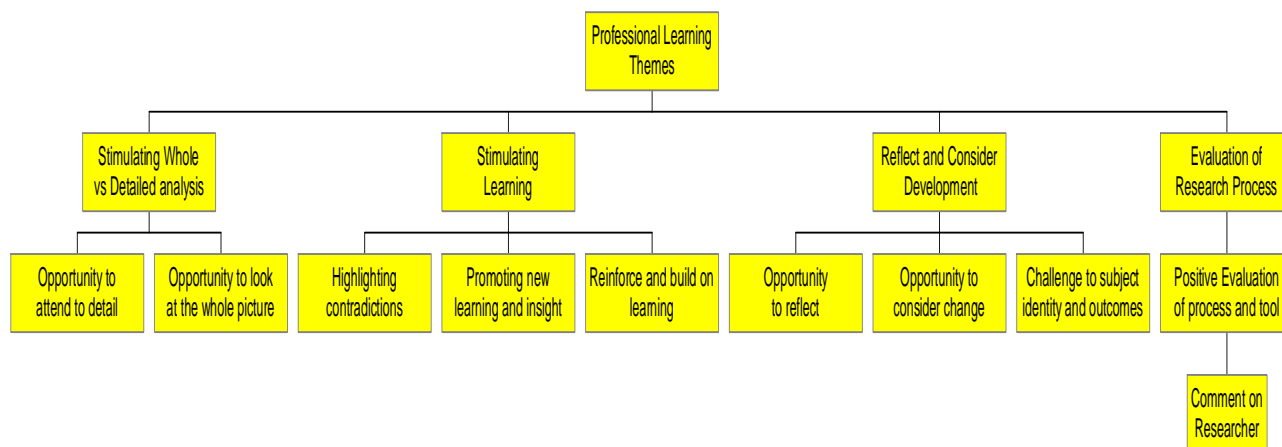 Professional Learning
Themes
Stimulating Whole
vs Detailed analysis
Stimulating
Learning
Reflect and Consider
Development
Evaluation of
Research Process
Opportunity to
attend to detail
Opportunity to look
at the whole picture
Highlighting
contradictions
Promoting new
learning and insight
Reinforce and build on
learning
Opportunity
to reflect
Opportunity to
consider change
Challenge to subject
identity and outcomes
Positive Evaluation
of process and tool
Comment on
Researcher